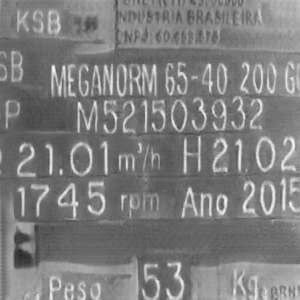 KSB
INDÚSTRIA BRASILEIRA
SB MEGANORM 65-40 200 G
P M521503932
21.01 m³/h H 21.02
1745 rpm Ano 2015
Peso 53 Kg